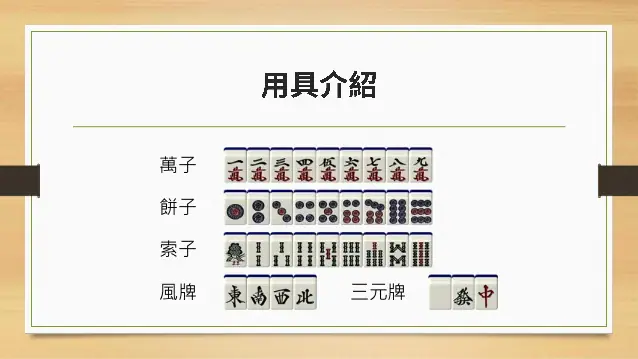 用具介紹
萬子 一萬 二萬 三萬 四萬 伍萬 六萬 七萬 八萬 九萬
餅子
索子
風牌 東 南 西 北 三元牌 發 中